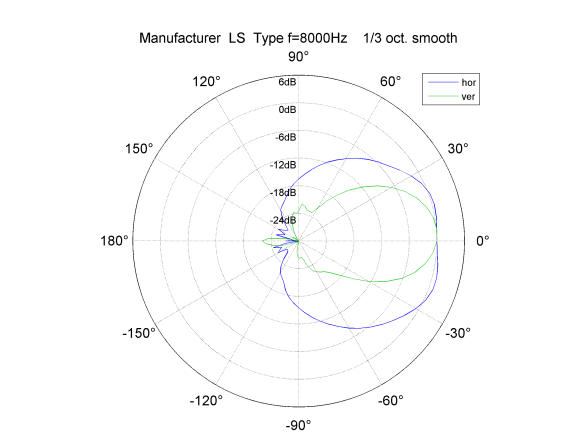 Manufacturer  LS  Type f=8000Hz    1/3 oct. smooth
90°
120°
60°
6dB
hor
ver
0dB
150°
30°
-6dB
-12dB
-18dB
-24dB
180°
0°
-150°
-30°
-120°
-60°
-90°